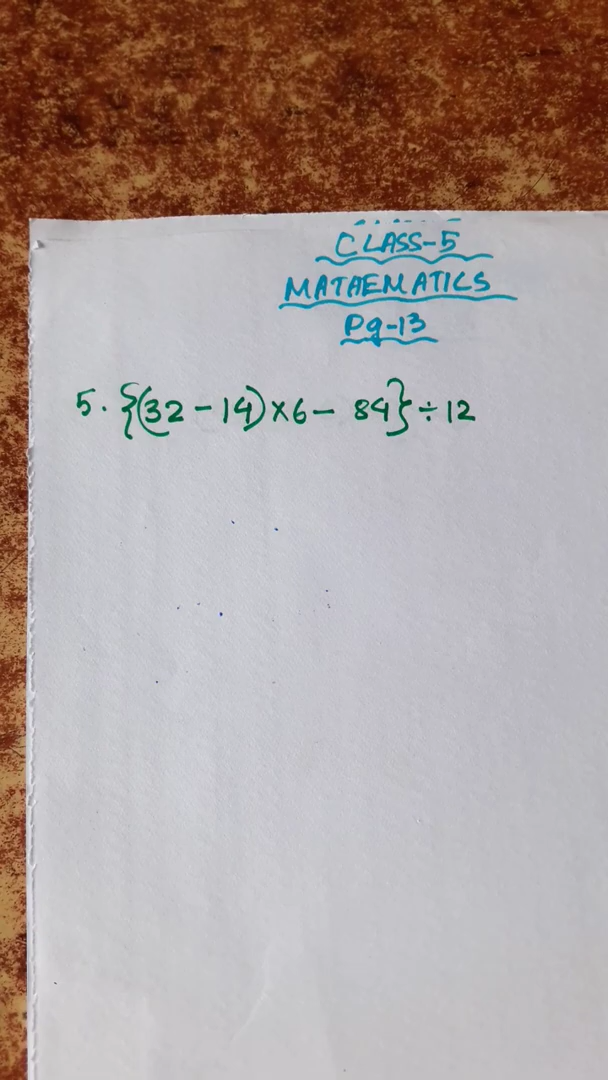 CLASS-5
MATAEMATICS
Pg-13
5. {(32-14)×6- 84}÷12